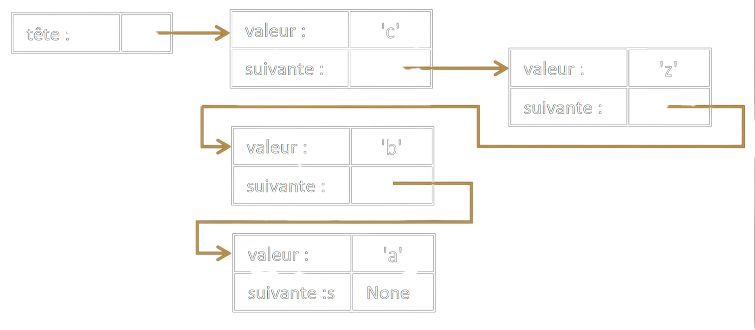 tête :
valeur : 'c'
suivante :
valeur : 'z'
suivante :
valeur : 'b'
suivante :
valeur : 'a'
suivante :s None